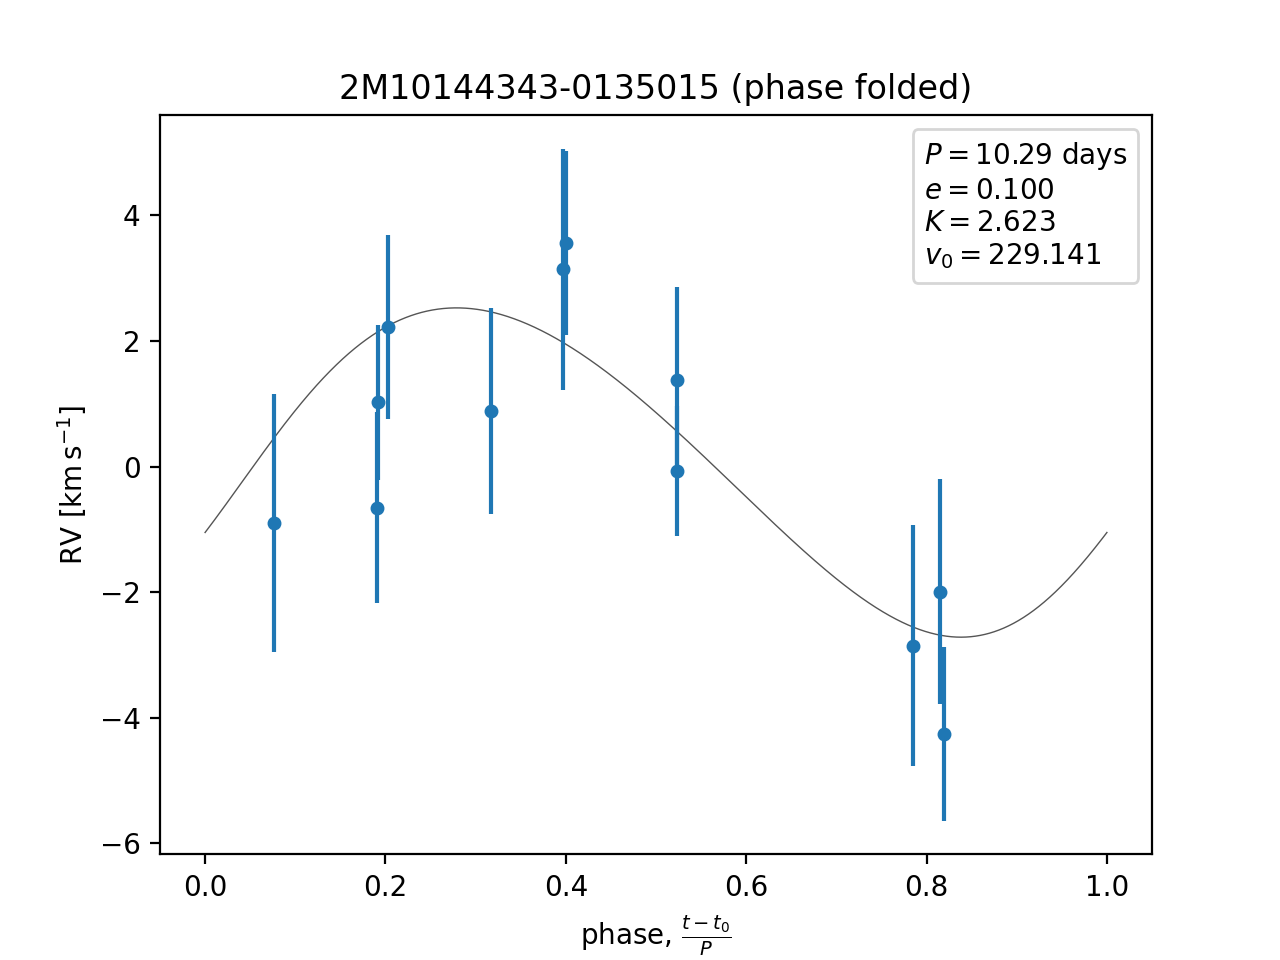 2M10144343-0135015 (phase folded)
P = 10.29 days
e = 0.100
K = 2.623
v₀ = 229.141
RV [km s⁻¹]
4
2
0
−2
−4
−6
0.0 0.2 0.4 0.6 0.8 1.0
phase, (t − t₀)/P